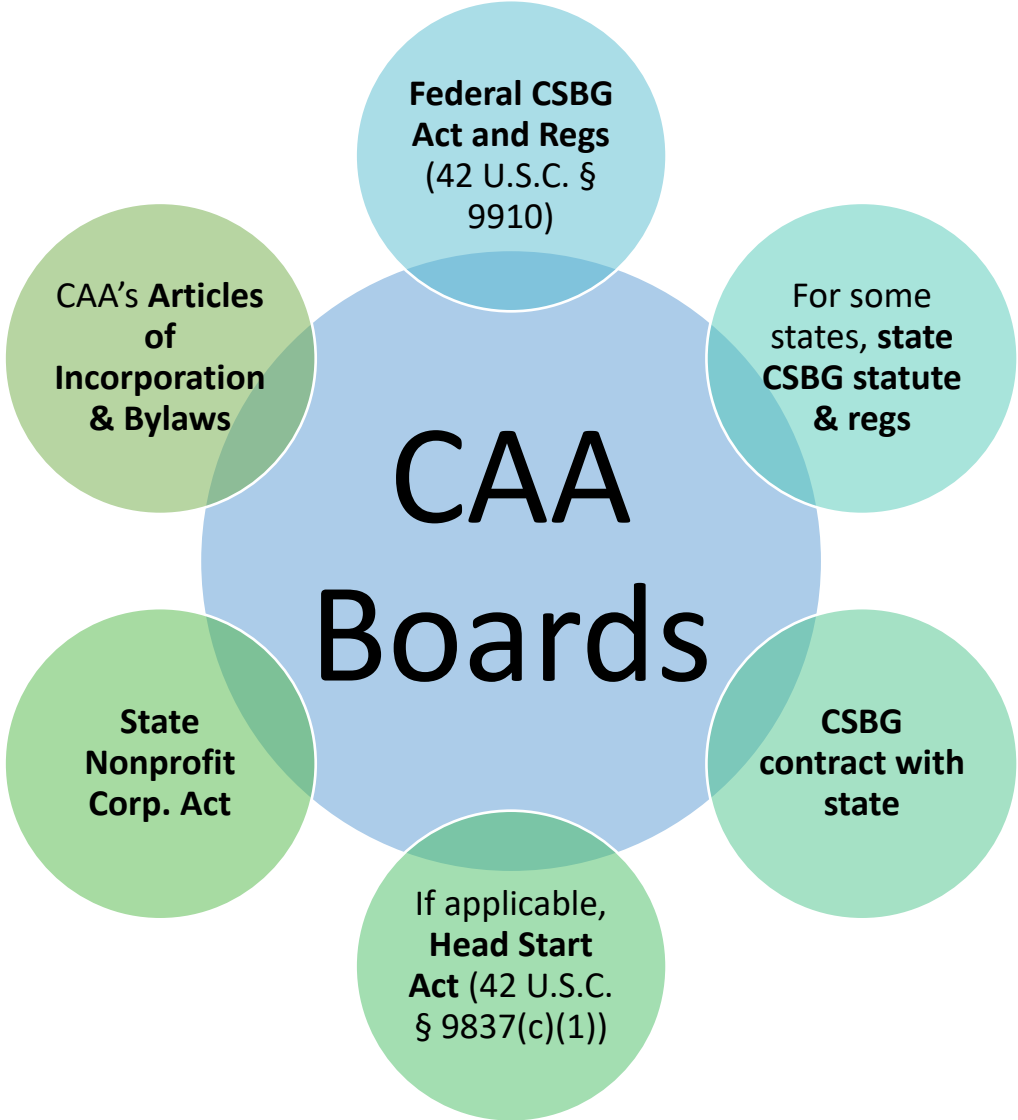 Federal CSBG
Act and Regs
(42 U.S.C. §
9910)
For some
states, state
CSBG statute
& regs
CSBG
contract with
state
If applicable,
Head Start
Act (42 U.S.C.
§ 9837(c)(1))
State
Nonprofit
Corp. Act
CAA’s Articles
of
Incorporation
& Bylaws
CAA
Boards